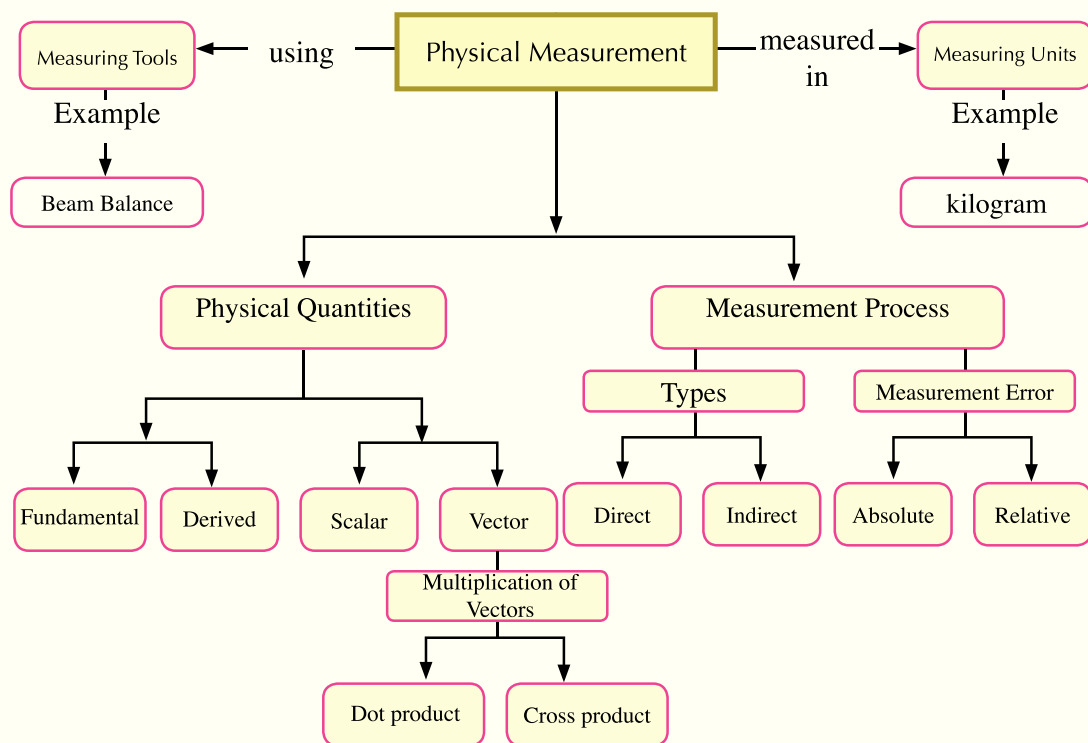 Physical Measurement
using
measured
in
Measuring Tools
Measuring Units
Example
Example
Beam Balance
kilogram
Physical Quantities
Measurement Process
Types
Measurement Error
Fundamental
Derived
Scalar
Vector
Direct
Indirect
Absolute
Relative
Multiplication of
Vectors
Dot product
Cross product